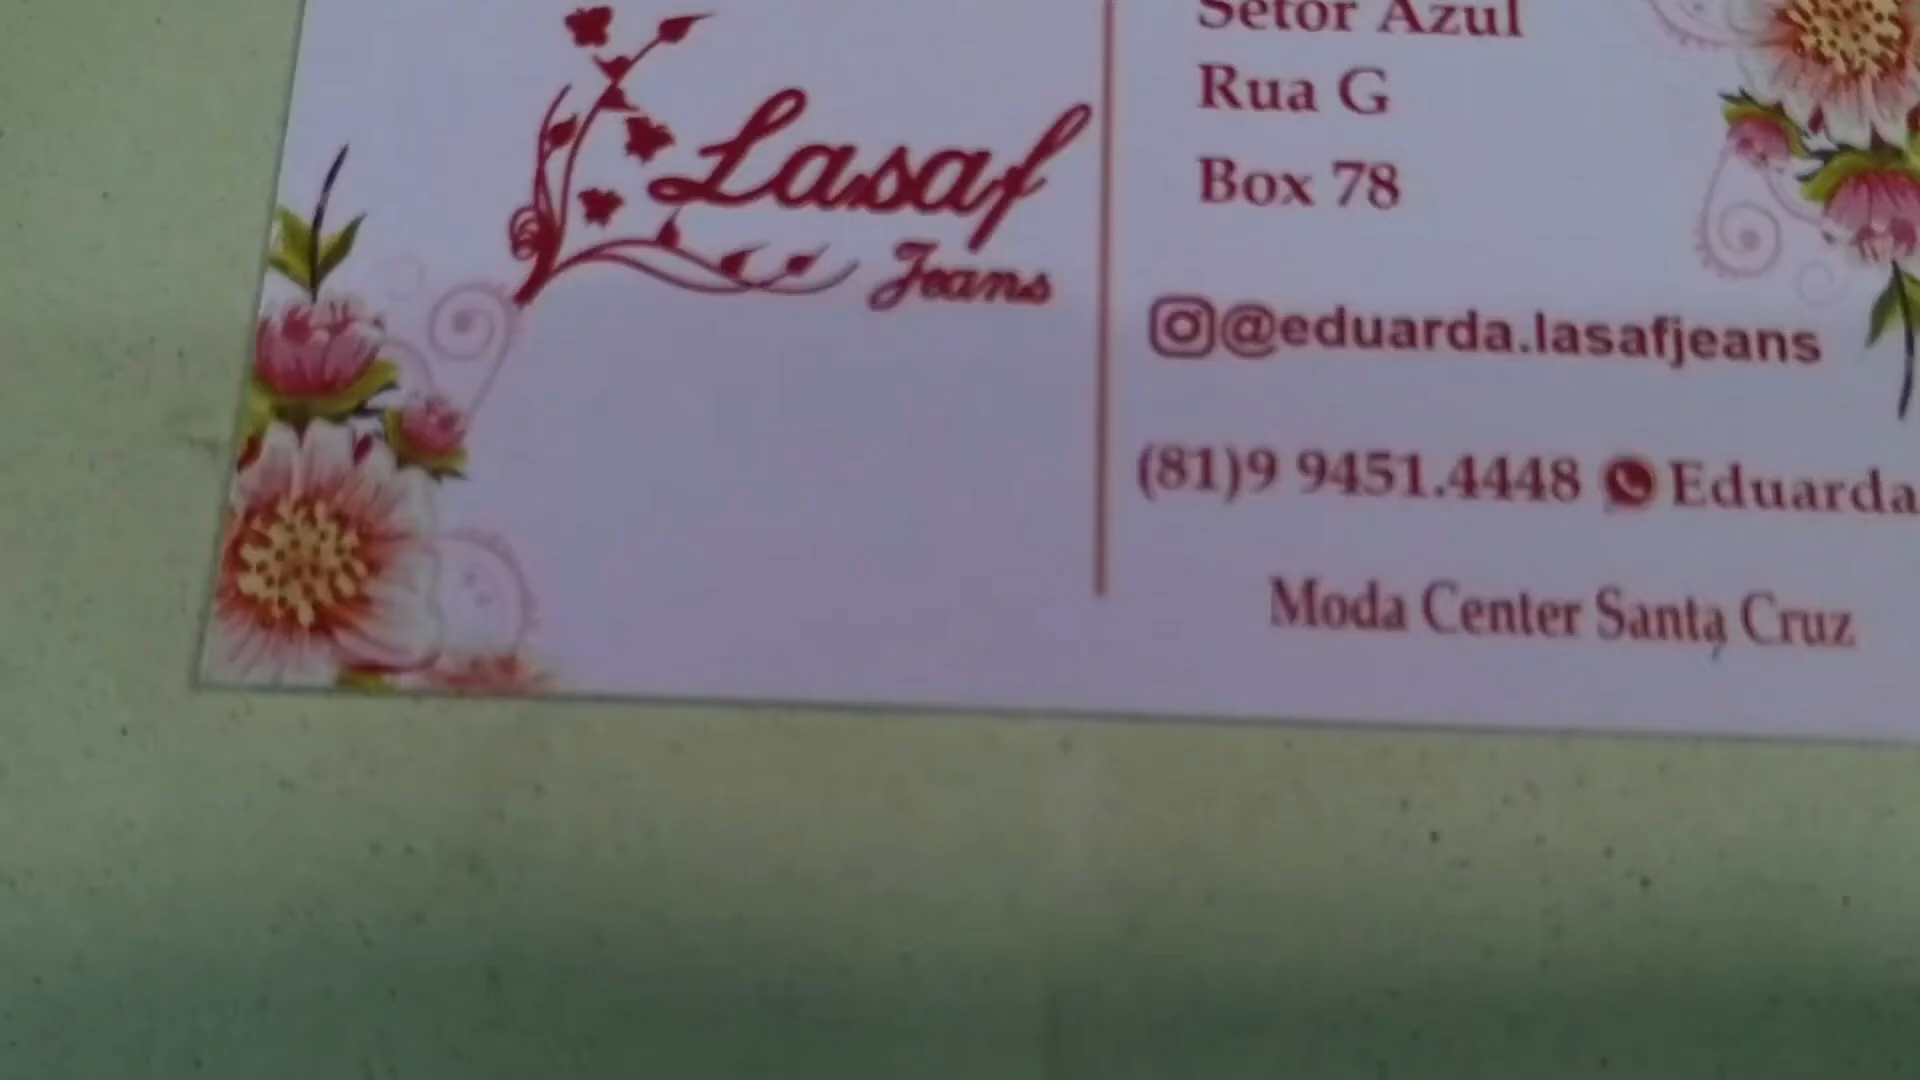 Lasaf
Jeans
Setor Azul
Rua G
Box 78
@eduarda.lasafjeans
(81)9 9451.4448 Eduarda
Moda Center Santa Cruz